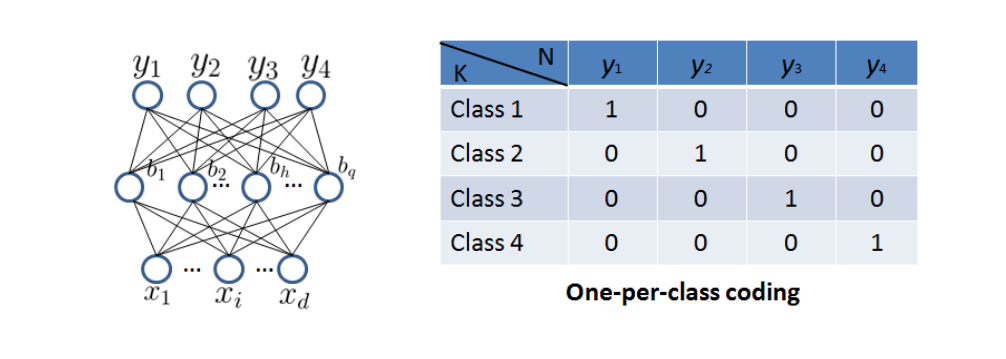 y1 y2 y3 y4
b1 b2 ... bh ... bq
... ...
x1 xi xd
K N y1 y2 y3 y4
Class 1 1 0 0 0
Class 2 0 1 0 0
Class 3 0 0 1 0
Class 4 0 0 0 1
One-per-class coding